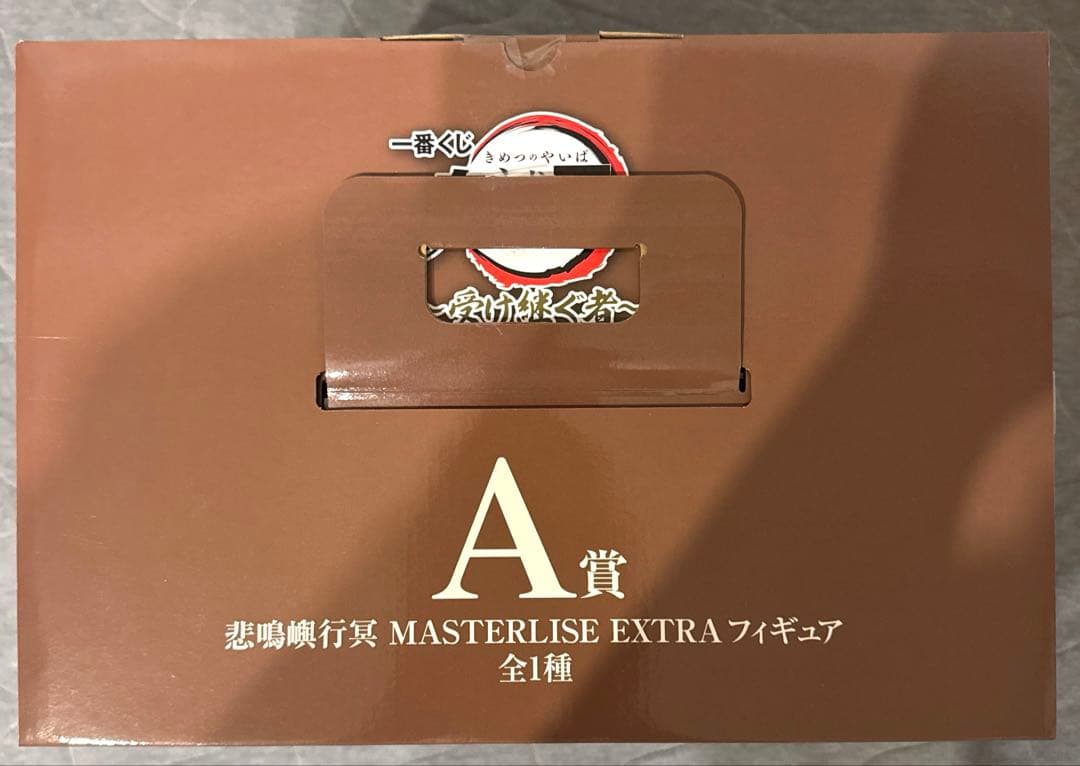 一番くじ
きめつのやいば
～受け継ぐ者～
A賞
悲鳴嶼行冥 MASTERLISE EXTRAフィギュア
全1種